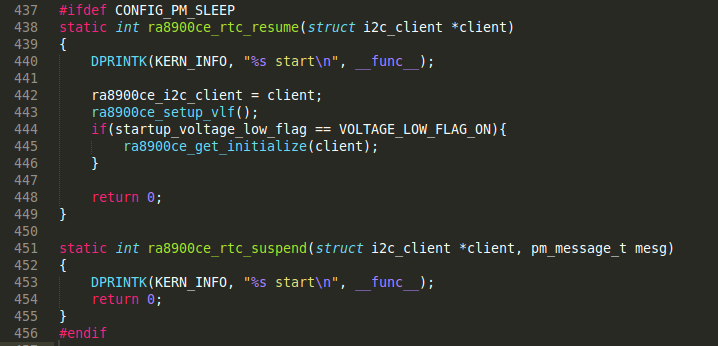 437 #ifdef CONFIG_PM_SLEEP
438 static int ra8900ce_rtc_resume(struct i2c_client *client)
439 {
440     DPRINTK(KERN_INFO, "%s start\n", __func__);
441
442     ra8900ce_i2c_client = client;
443     ra8900ce_setup_vlf();
444     if(startup_voltage_low_flag == VOLTAGE_LOW_FLAG_ON){
445         ra8900ce_get_initialize(client);
446     }
447
448     return 0;
449 }
450
451 static int ra8900ce_rtc_suspend(struct i2c_client *client, pm_message_t mesg)
452 {
453     DPRINTK(KERN_INFO, "%s start\n", __func__);
454     return 0;
455 }
456 #endif